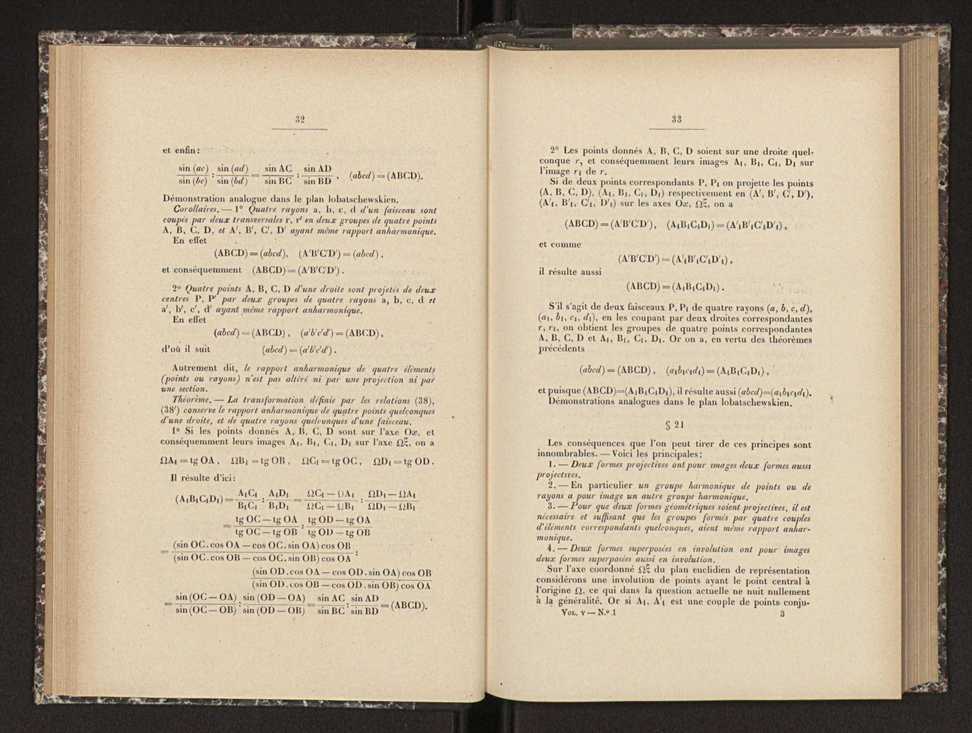 32
et enfin:
sin (ac) / sin (bc) : sin (ad) / sin (bd) = sin AC / sin BC : sin AD / sin BD , (abcd) = (ABCD).
Démonstration analogue dans le plan lobatschewskien.
Corollaires. — 1º Quatre rayons a, b, c, d d'un faisceau sont
coupés par deux transversales r, r' en deux groupes de quatre points
A, B, C, D, et A', B', C', D' ayant même rapport anharmonique.
En effet
(ABCD) = (abcd), (A'B'C'D') = (abcd) ,
et conséquemment (ABCD) = (A'B'C'D') .
2º Quatre points A, B, C, D d'une droite sont projetés de deux
centres P, P' par deux groupes de quatre rayons a, b, c, d et
a', b', c', d' ayant même rapport anharmonique.
En effet
(abcd) = (ABCD) , (a'b'c'd') = (ABCD) ,
d'où il suit (abcd) = (a'b'c'd') .
Autrement dit, le rapport anharmonique de quatre éléments
(points ou rayons) n'est pas altéré ni par une projection ni par
une section.
Théorème. — La transformation définie par les relations (38),
(38') conserve le rapport anharmonique de quatre points quelconques
d'une droite, et de quatre rayons quelconques d'une faisceau.
1º Si les points donnés A, B, C, D sont sur l'axe Ox, et
conséquemment leurs images A₁, B₁, C₁, D₁ sur l'axe Ωξ, on a
ΩA₁ = tg OA , ΩB₁ = tg OB , ΩC₁ = tg OC , ΩD₁ = tg OD .
Il résulte d'ici:
(A₁B₁C₁D₁) = A₁C₁ / B₁C₁ : A₁D₁ / B₁D₁ = ΩC₁ — ΩA₁ / ΩC₁ — ΩB₁ : ΩD₁ — ΩA₁ / ΩD₁ — ΩB₁
= tg OC — tg OA / tg OC — tg OB : tg OD — tg OA / tg OD — tg OB
= (sin OC . cos OA — cos OC . sin OA) cos OB / (sin OC . cos OB — cos OC . sin OB) cos OA :
(sin OD . cos OA — cos OD . sin OA) cos OB / (sin OD . cos OB — cos OD . sin OB) cos OA
= sin (OC — OA) / sin (OC — OB) : sin (OD — OA) / sin (OD — OB) = sin AC / sin BC : sin AD / sin BD = (ABCD).
33
2º Les points donnés A, B, C, D soient sur une droite quel-
conque r, et conséquemment leurs images A₁, B₁, C₁, D₁ sur
l'image r₁ de r.
Si de deux points correspondants P, P₁ on projette les points
(A, B, C, D), (A₁, B₁, C₁, D₁) respectivement en (A', B', C', D'),
(A'₁, B'₁, C'₁, D'₁) sur les axes Ox, Ωξ, on a
(ABCD) = (A'B'C'D') , (A₁B₁C₁D₁) = (A'₁B'₁C'₁D'₁) ,
et comme
(A'B'C'D') = (A'₁B'₁C'₁D'₁) ,
il résulte aussi
(ABCD) = (A₁B₁C₁D₁) .
S'il s'agit de deux faisceaux P, P₁ de quatre rayons (a, b, c, d),
(a₁, b₁, c₁, d₁), en les coupant par deux droites correspondantes
r, r₁, on obtient les groupes de quatre points correspondantes
A, B, C, D et A₁, B₁, C₁, D₁. Or on a, en vertu des théorèmes
précédents
(abcd) = (ABCD) , (a₁b₁c₁d₁) = (A₁B₁C₁D₁) ,
et puisque (ABCD)=(A₁B₁C₁D₁), il résulte aussi (abcd)=(a₁b₁c₁d₁).
Démonstrations analogues dans le plan lobatschewskien.
§ 21
Les conséquences que l'on peut tirer de ces principes sont
innombrables. — Voici les principales:
1. — Deux formes projectives ont pour images deux formes aussi
projectives.
2. — En particulier un groupe harmonique de points ou de
rayons a pour image un autre groupe harmonique.
3. — Pour que deux formes géométriques soient projectives, il est
nécessaire et suffisant que les groupes formés par quatre couples
d'éléments correspondants quelconques, aient même rapport anhar-
monique.
4. — Deux formes superposées en involution ont pour images
deux formes superposées aussi en involution.
Sur l'axe coordonné Ωξ du plan euclidien de représentation
considérons une involution de points ayant le point central à
l'origine Ω, ce qui dans la question actuelle ne nuit nullement
à la généralité. Or si A₁, A'₁ est une couple de points conju-
Vol. v — N.º 1 3